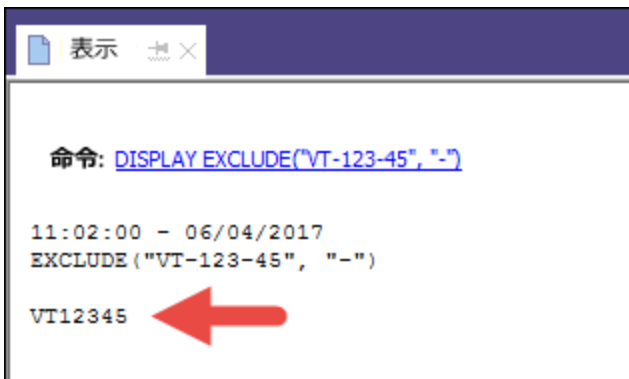 表示
命令: DISPLAY EXCLUDE("VT-123-45", "-")
11:02:00 - 06/04/2017
EXCLUDE("VT-123-45", "-")
VT12345